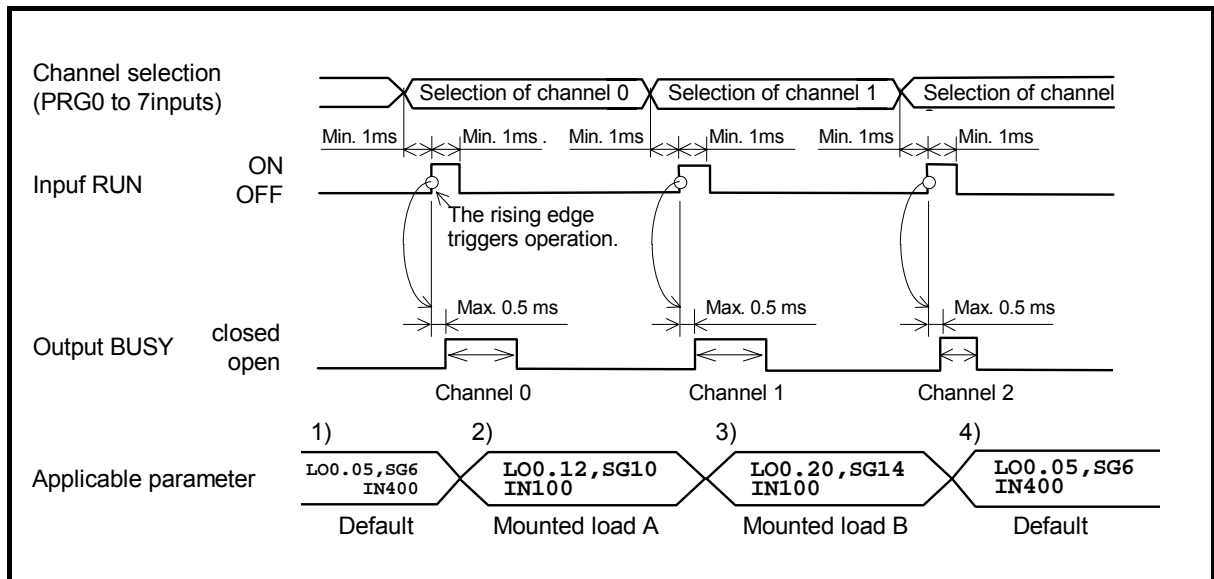 Channel selection
(PRG0 to 7inputs)
Selection of channel 0
Selection of channel 1
Selection of channel
Min. 1ms
Min. 1ms .
Min. 1ms
Min. 1ms
Min. 1ms
Min. 1ms
Inpuf RUN
ON
OFF
The rising edge
triggers operation.
Max. 0.5 ms
Max. 0.5 ms
Max. 0.5 ms
Output BUSY
closed
open
Channel 0
Channel 1
Channel 2
1)
2)
3)
4)
Applicable parameter
LO0.05,SG6
IN400
LO0.12,SG10
IN100
LO0.20,SG14
IN100
LO0.05,SG6
IN400
Default
Mounted load A
Mounted load B
Default